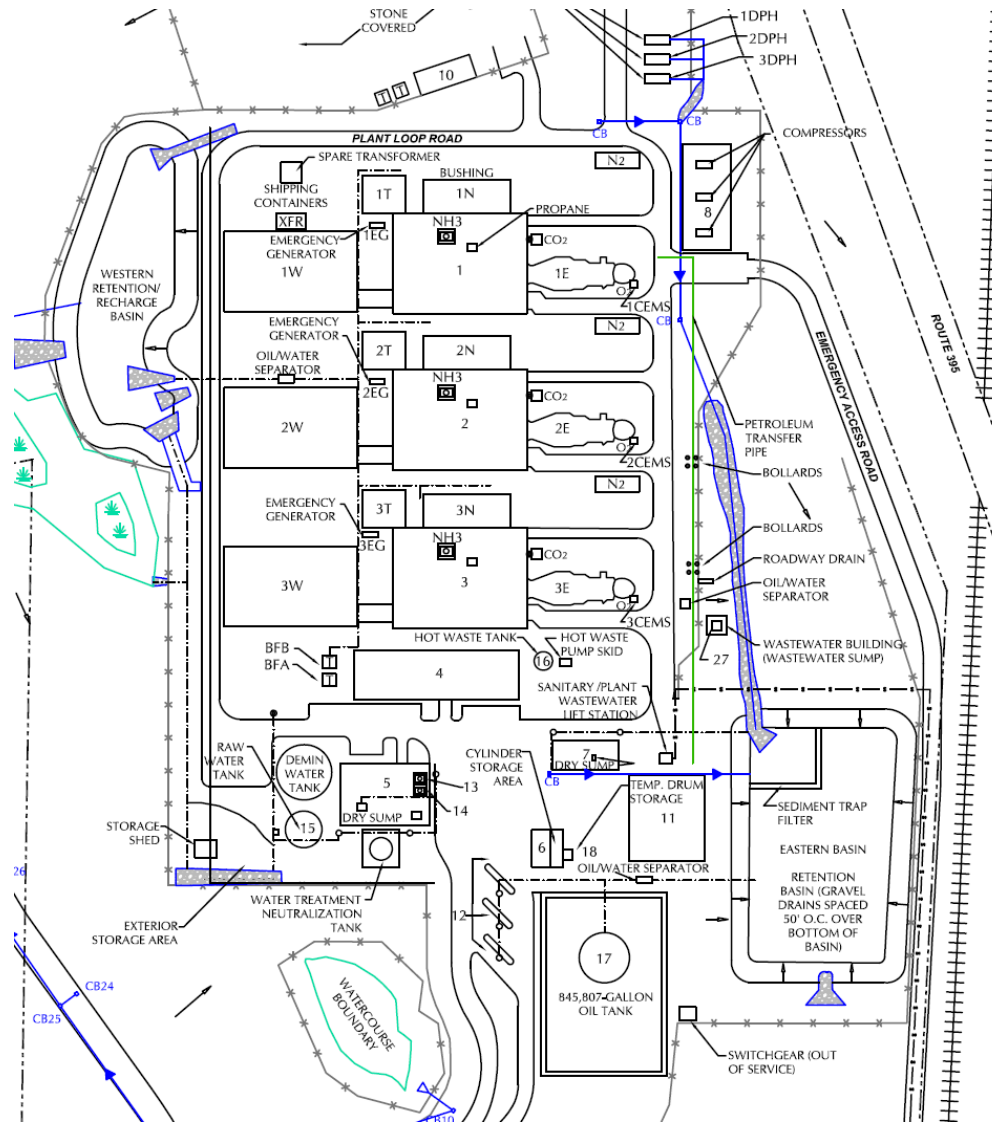 STONE
COVERED
1DPH
2DPH
3DPH
10
T
T
CB
CB
COMPRESSORS
PLANT LOOP ROAD
SPARE TRANSFORMER
BUSHING
N2
SHIPPING
CONTAINERS
1T
1N
8
XFR
NH3
PROPANE
EMERGENCY
GENERATOR
1EG
CO2
WESTERN
RETENTION/
RECHARGE
BASIN
1W
1
1E
O2
1CEMS
CB
ROUTE 395
EMERGENCY ACCESS ROAD
EMERGENCY
GENERATOR
N2
OIL/WATER
SEPARATOR
2T
2N
NH3
2EG
CO2
2W
2
2E
PETROLEUM
TRANSFER
PIPE
O2
2CEMS
BOLLARDS
N2
EMERGENCY
GENERATOR
3T
3N
BOLLARDS
3EG
NH3
CO2
ROADWAY DRAIN
3W
3
3E
OIL/WATER
SEPARATOR
O2
3CEMS
HOT WASTE TANK
HOT WASTE
PUMP SKID
WASTEWATER BUILDING
(WASTEWATER SUMP)
27
BFB
T
BFA
T
4
16
SANITARY /PLANT
WASTEWATER
LIFT STATION
RAW
WATER
TANK
DEMIN
WATER
TANK
CYLINDER
STORAGE
AREA
7
DRY SUMP
CB
5
13
14
TEMP. DRUM
STORAGE
SEDIMENT TRAP
FILTER
DRY SUMP
15
11
STORAGE
SHED
6
18
EASTERN BASIN
OIL/WATER SEPARATOR
RETENTION
BASIN (GRAVEL
DRAINS SPACED
50' O.C. OVER
BOTTOM OF
BASIN)
26
EXTERIOR
STORAGE AREA
WATER TREATMENT
NEUTRALIZATION
TANK
12
17
CB24
CB25
845,807-GALLON
OIL TANK
WATERCOURSE
BOUNDARY
SWITCHGEAR (OUT
OF SERVICE)
CB10